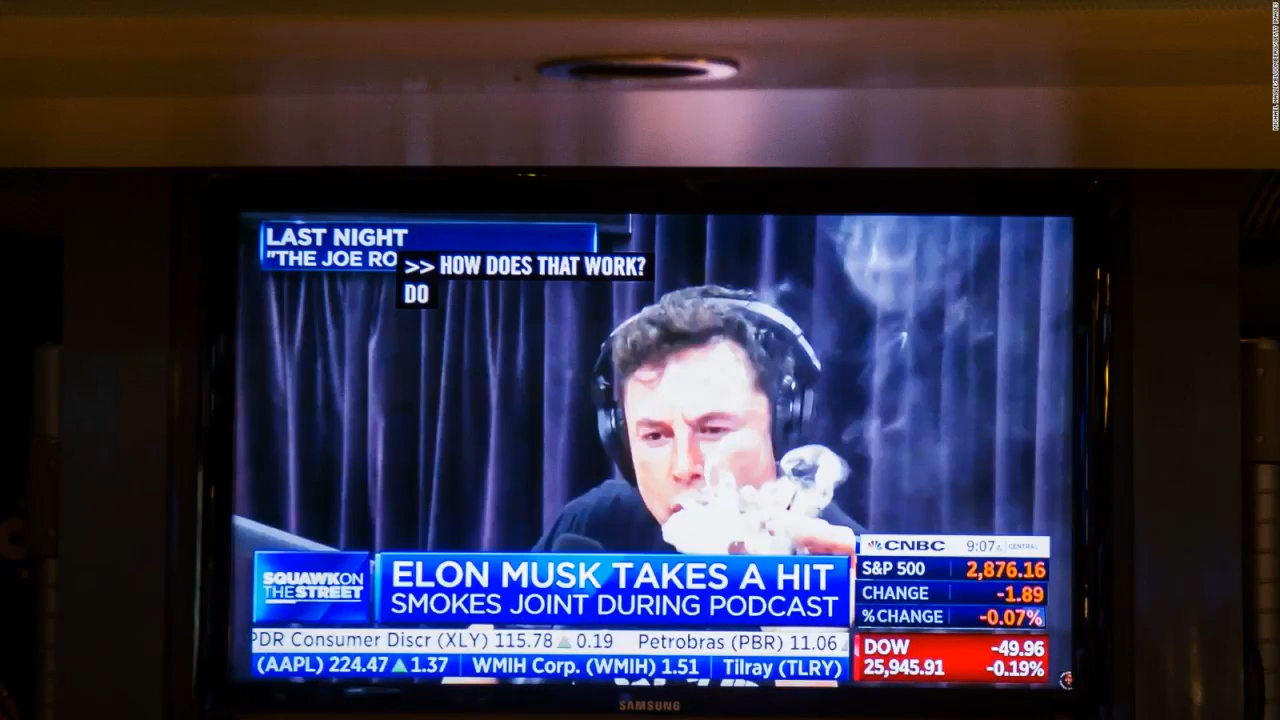 LAST NIGHT
"THE JOE RO
>> HOW DOES THAT WORK?
DO
SQUAWK ON
THE STREET
ELON MUSK TAKES A HIT
SMOKES JOINT DURING PODCAST
CNBC 9:07A CENTRAL
S&P 500 2,876.16
CHANGE -1.89
% CHANGE -0.07%
PDR Consumer Discr (XLY) 115.78 ▲ 0.19 Petrobras (PBR) 11.06
(AAPL) 224.47 ▲ 1.37 WMIH Corp. (WMIH) 1.51 Tilray (TLRY)
DOW -49.96
25,945.91 -0.19%
SAMSUNG